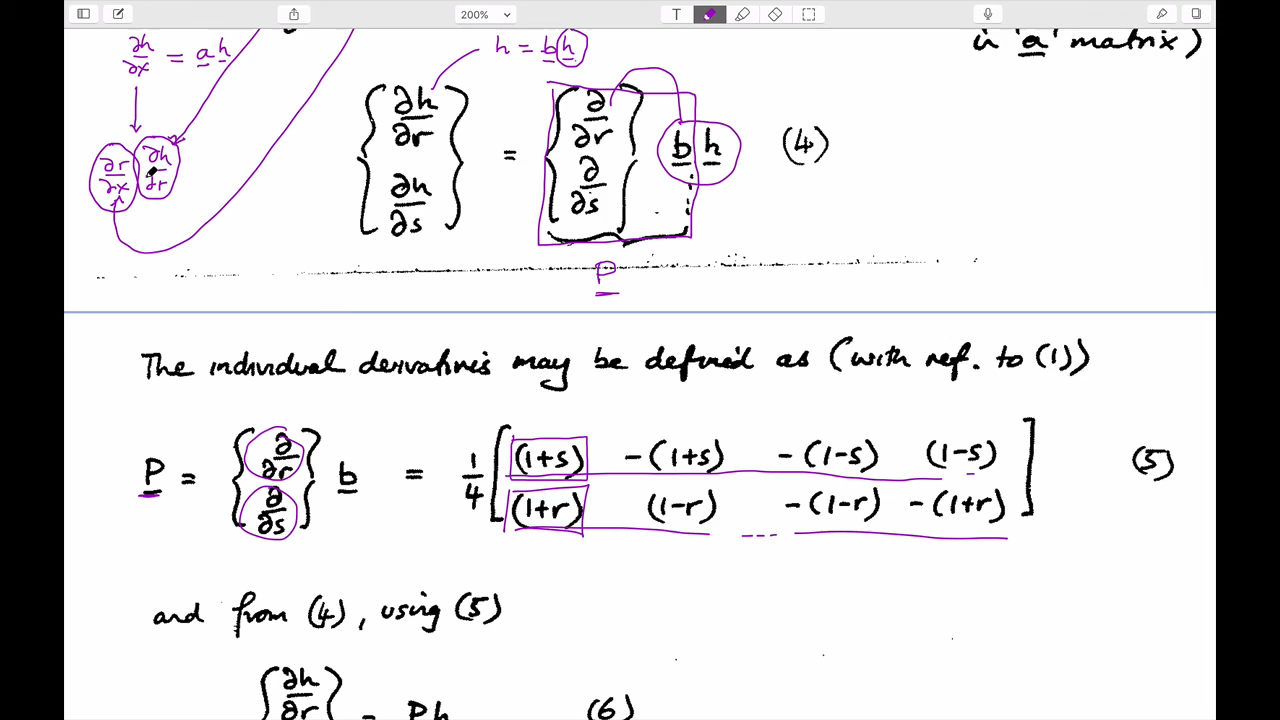 200%
T
∂h/∂x = a h
h = b h
in 'a' matrix)
∂r/∂x ∂h/∂r
{∂h/∂r ∂h/∂s} = {∂/∂r ∂/∂s} b h (4)
P
The individual derivatives may be defined as (with ref. to (1))
P = {∂/∂r ∂/∂s} b = 1/4 [(1+s) -(1+s) -(1-s) (1-s)
(1+r) (1-r) -(1-r) -(1+r)] (5)
and from (4), using (5)
{∂h/∂r = P h (6)